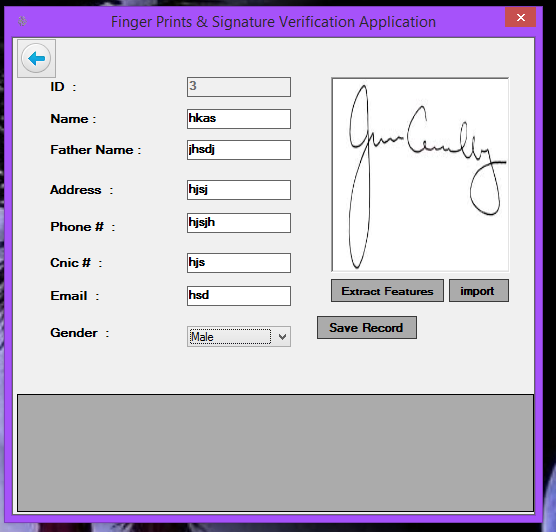 Finger Prints & Signature Verification Application
ID : 3
Name : hkas
Father Name : jhsdj
Address : hjsj
Phone # : hjsjh
Cnic # : hjs
Email : hsd
Extract Features import
Gender : Male
Save Record